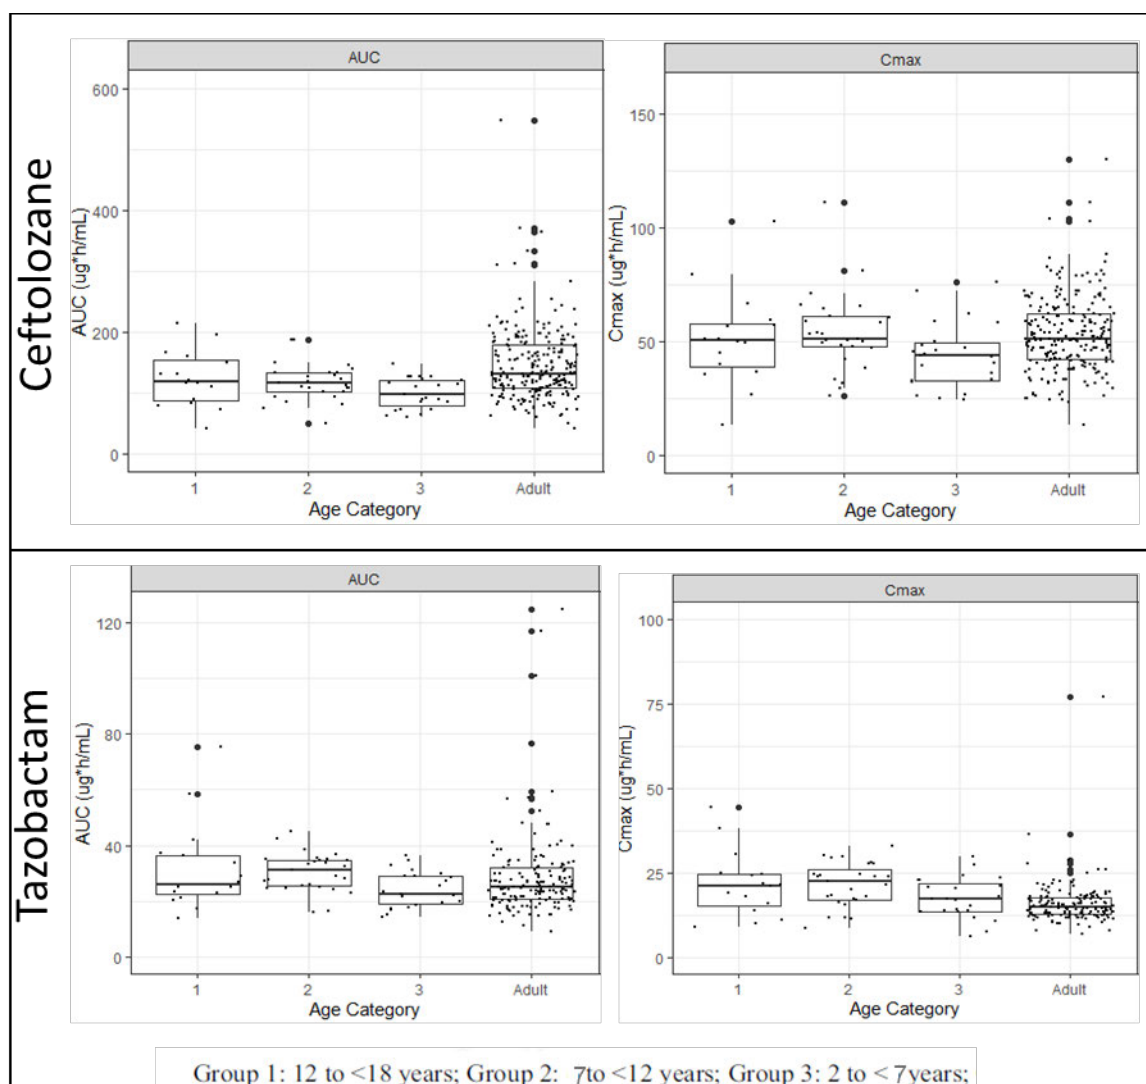 Ceftolozane
AUC
600
400
200
0
AUC (ug*h/mL)
1 2 3 Adult
Age Category
Cmax
150
100
50
0
Cmax (ug*h/mL)
1 2 3 Adult
Age Category
Tazobactam
AUC
120
80
40
0
AUC (ug*h/mL)
1 2 3 Adult
Age Category
Cmax
100
75
50
25
0
Cmax (ug*h/mL)
1 2 3 Adult
Age Category
Group 1: 12 to <18 years; Group 2: 7to <12 years; Group 3: 2 to < 7years;